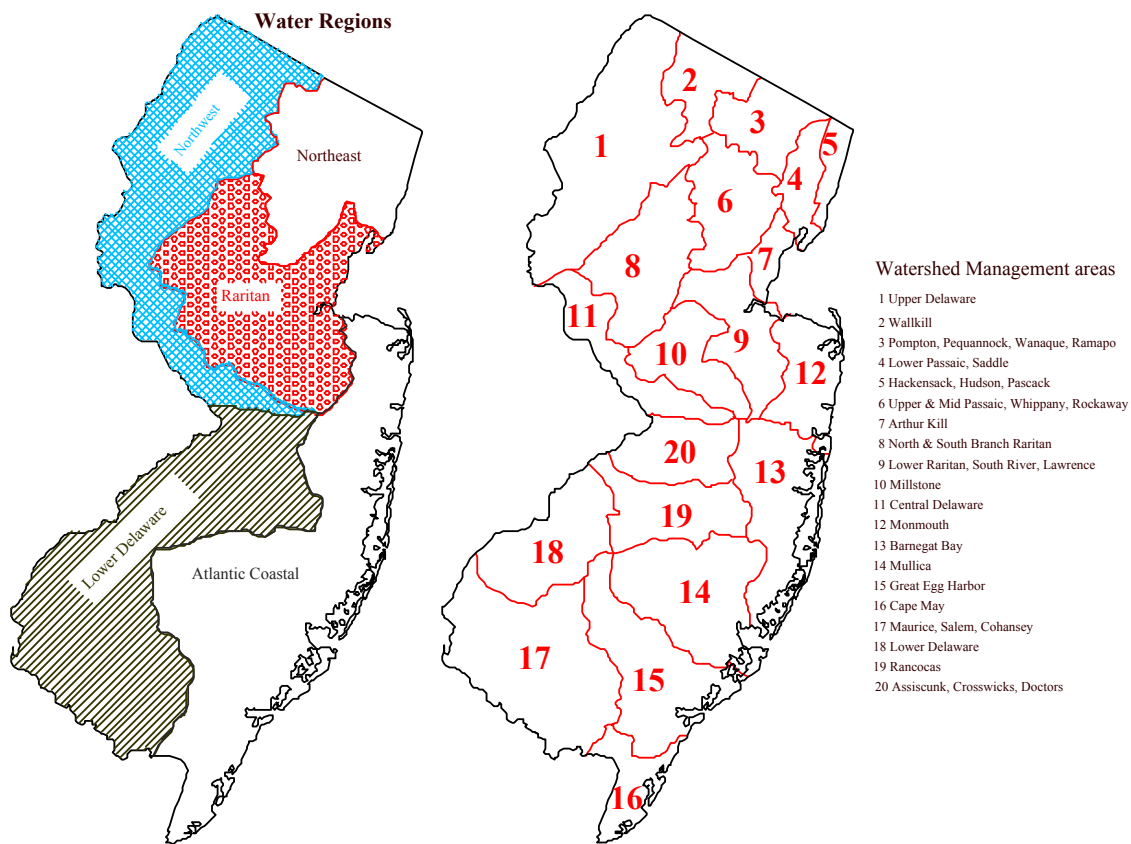 Water Regions
Northwest
Northeast
Raritan
Lower Delaware
Atlantic Coastal
1
2
3
4
5
6
7
8
9
10
11
12
13
14
15
16
17
18
19
20
Watershed Management areas
1 Upper Delaware
2 Wallkill
3 Pompton, Pequannock, Wanaque, Ramapo
4 Lower Passaic, Saddle
5 Hackensack, Hudson, Pascack
6 Upper & Mid Passaic, Whippany, Rockaway
7 Arthur Kill
8 North & South Branch Raritan
9 Lower Raritan, South River, Lawrence
10 Millstone
11 Central Delaware
12 Monmouth
13 Barnegat Bay
14 Mullica
15 Great Egg Harbor
16 Cape May
17 Maurice, Salem, Cohansey
18 Lower Delaware
19 Rancocas
20 Assiscunk, Crosswicks, Doctors